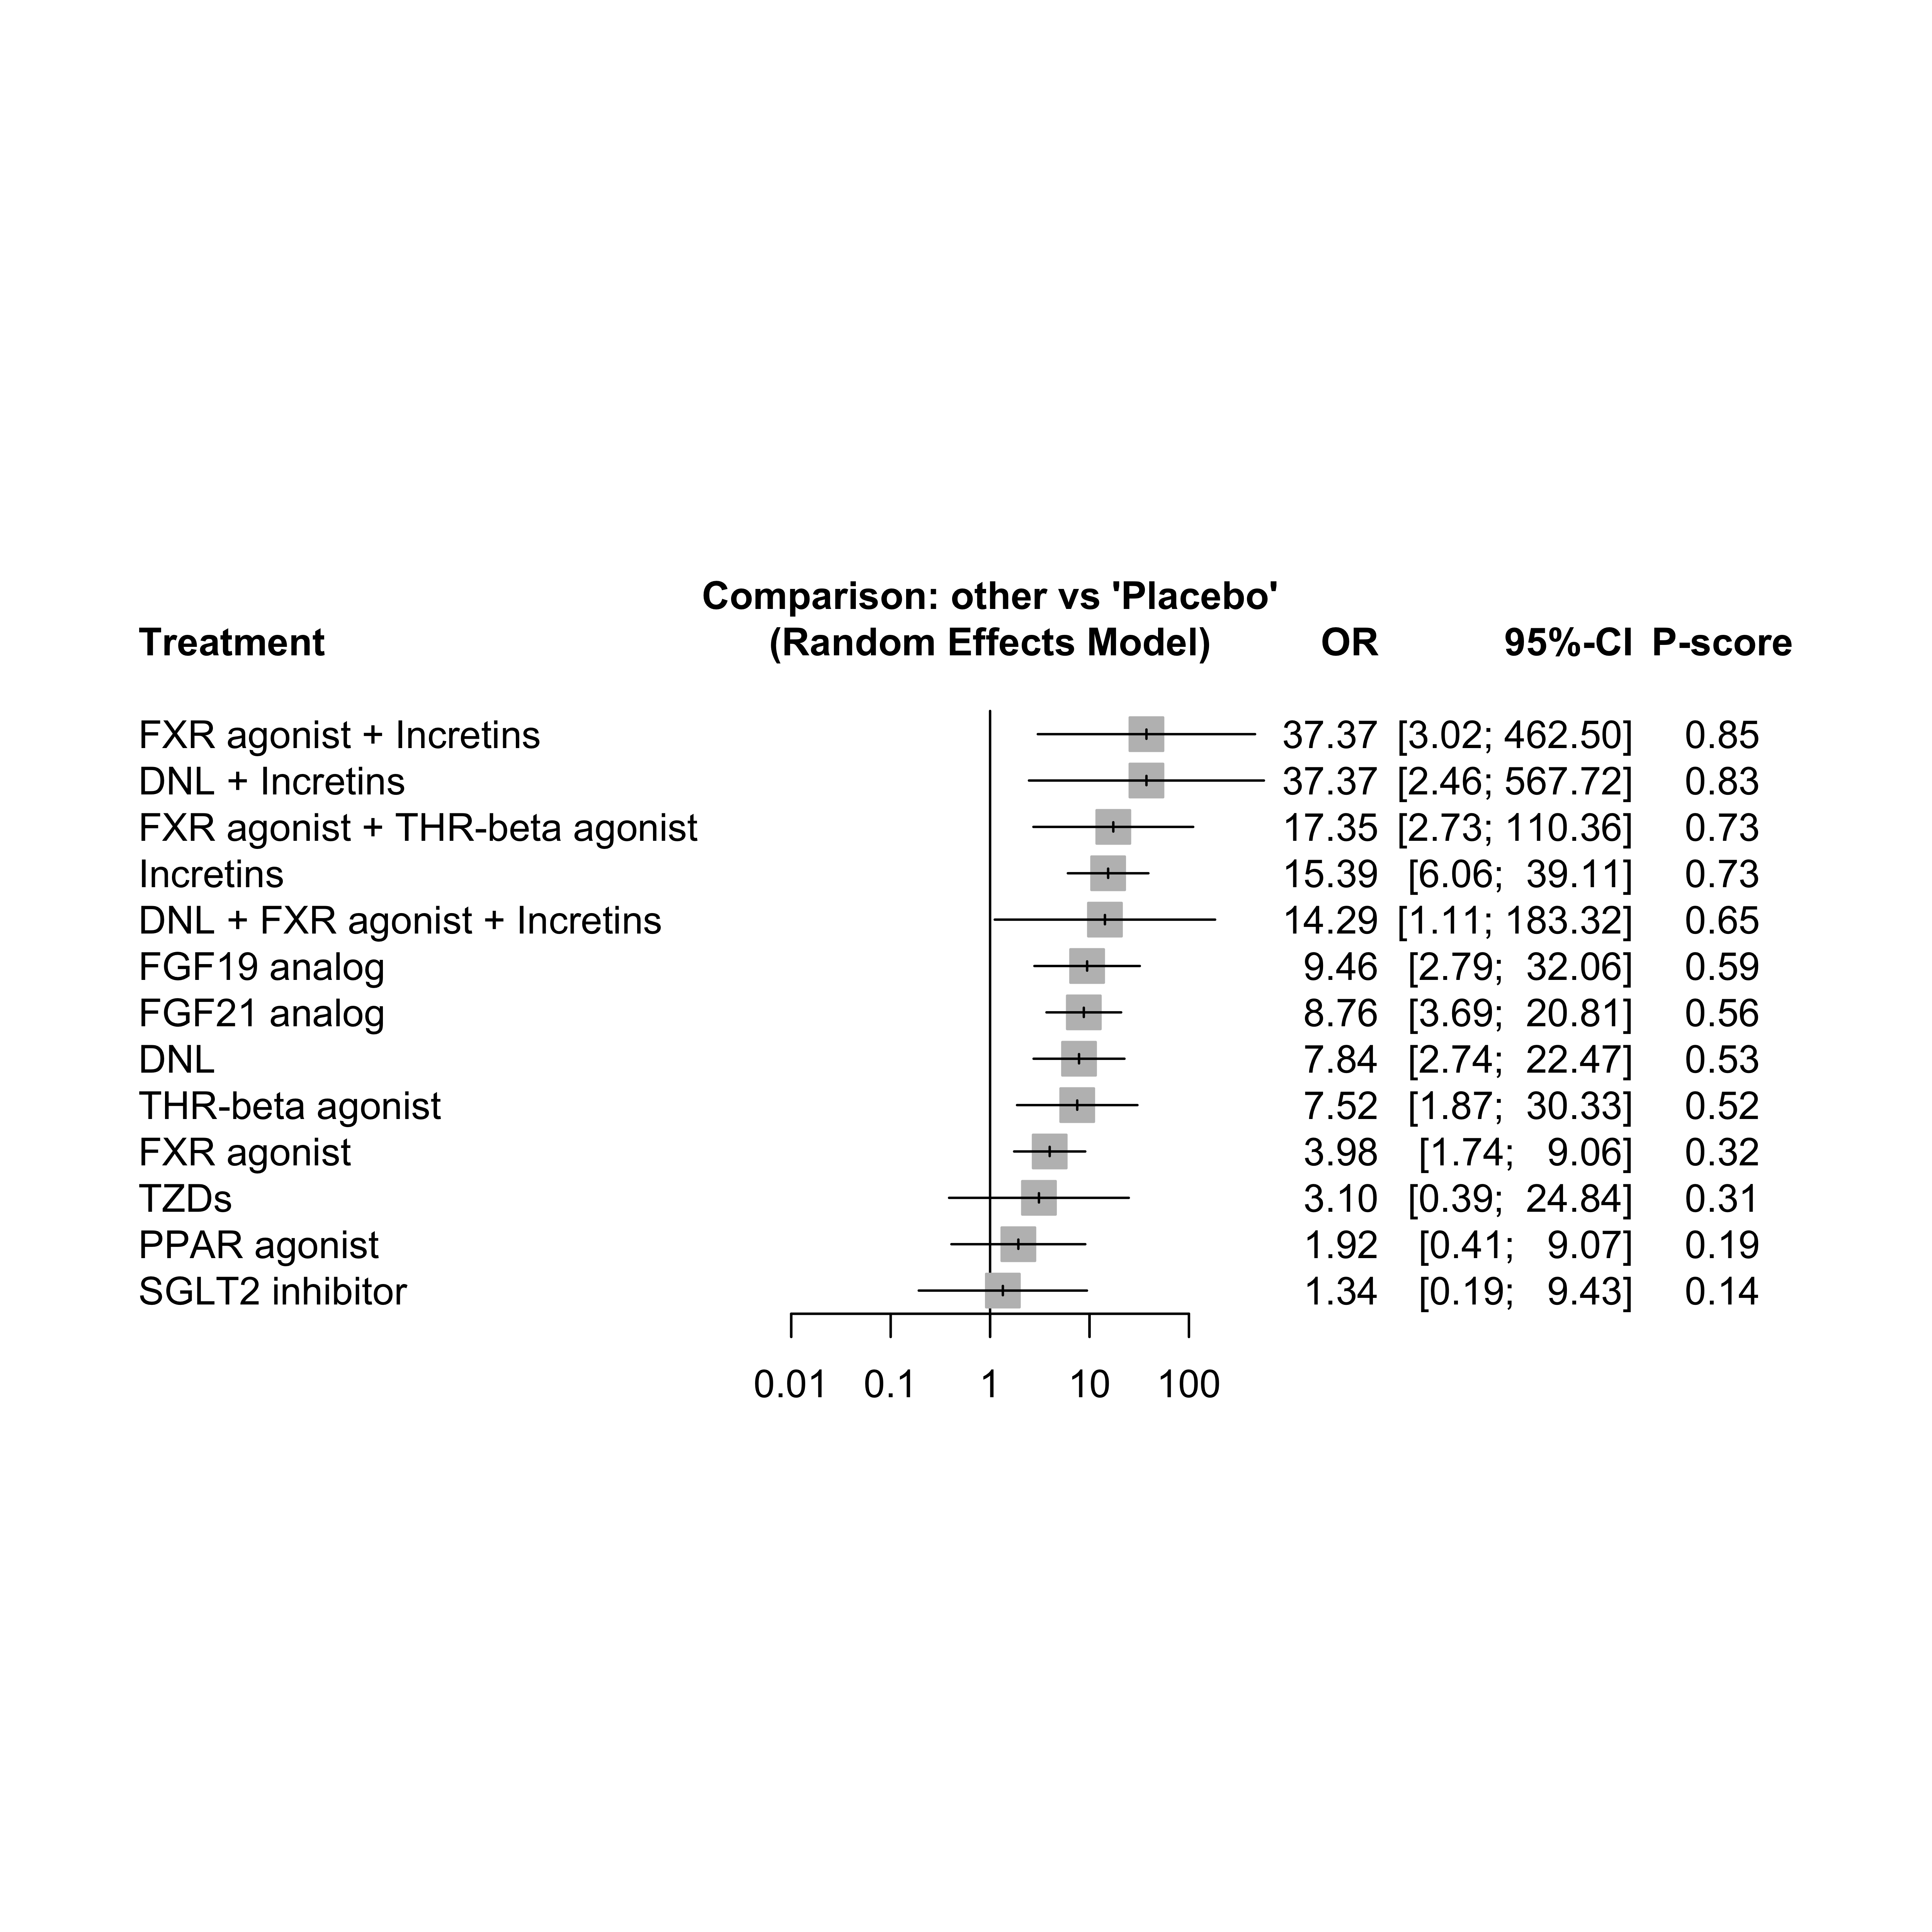 Comparison: other vs 'Placebo'
Treatment (Random Effects Model) OR 95%-CI P-score
FXR agonist + Incretins 37.37 [3.02; 462.50] 0.85
DNL + Incretins 37.37 [2.46; 567.72] 0.83
FXR agonist + THR-beta agonist 17.35 [2.73; 110.36] 0.73
Incretins 15.39 [6.06; 39.11] 0.73
DNL + FXR agonist + Incretins 14.29 [1.11; 183.32] 0.65
FGF19 analog 9.46 [2.79; 32.06] 0.59
FGF21 analog 8.76 [3.69; 20.81] 0.56
DNL 7.84 [2.74; 22.47] 0.53
THR-beta agonist 7.52 [1.87; 30.33] 0.52
FXR agonist 3.98 [1.74; 9.06] 0.32
TZDs 3.10 [0.39; 24.84] 0.31
PPAR agonist 1.92 [0.41; 9.07] 0.19
SGLT2 inhibitor 1.34 [0.19; 9.43] 0.14
0.01 0.1 1 10 100